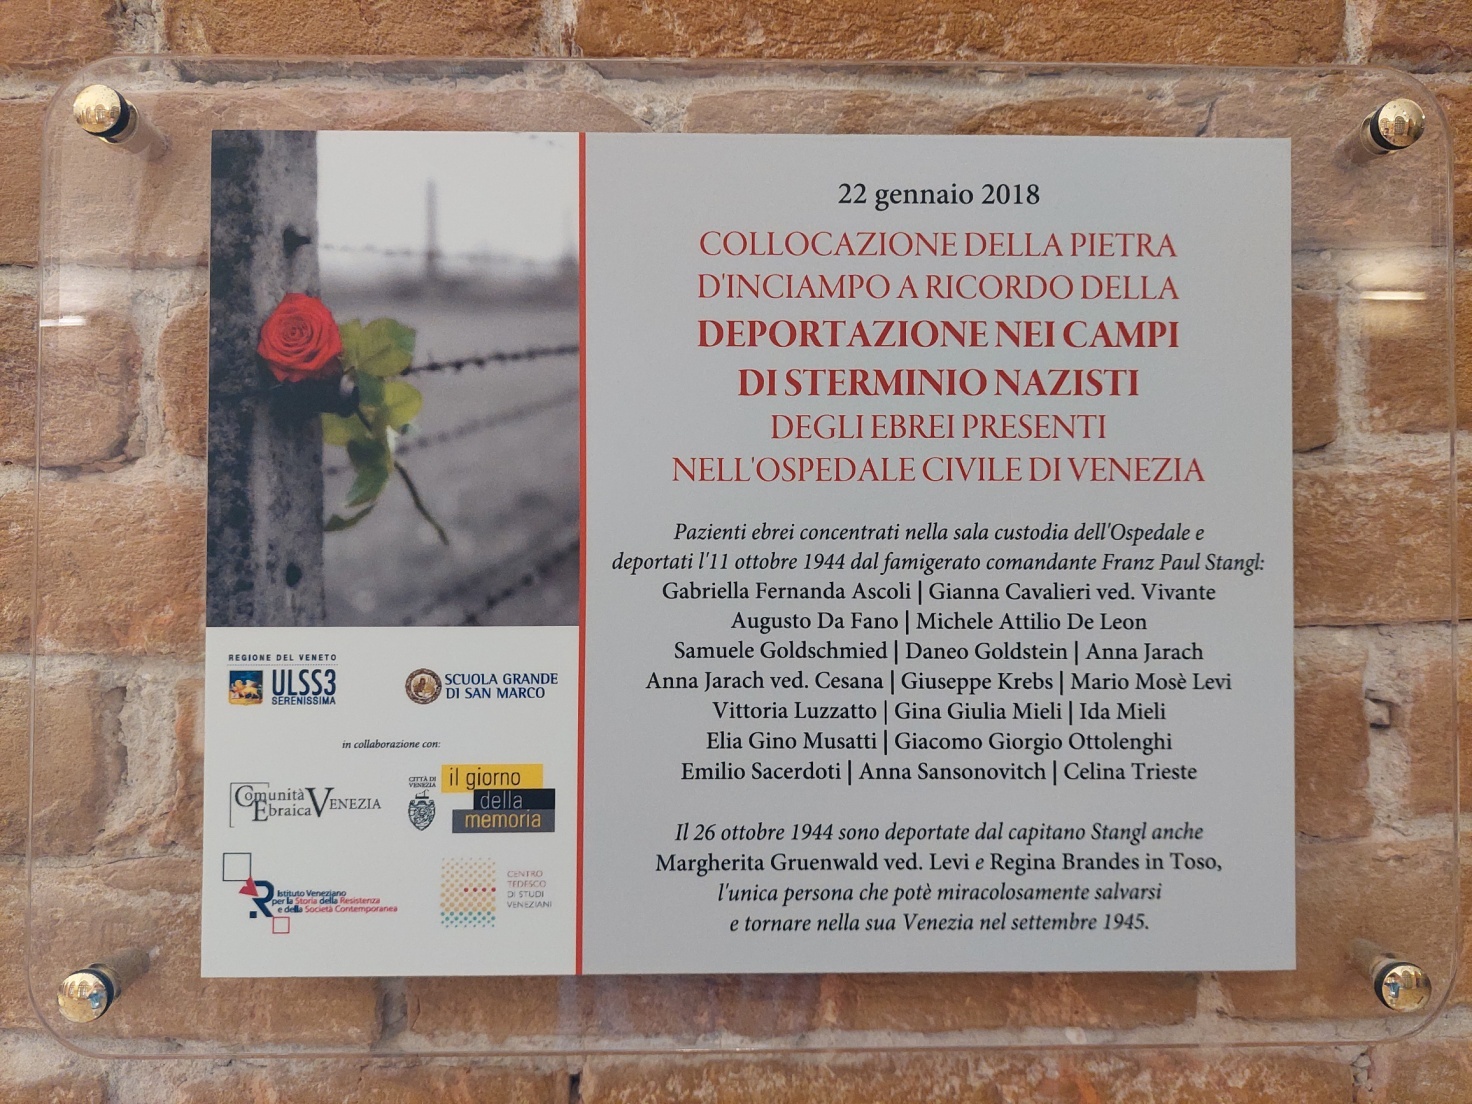 22 gennaio 2018
COLLOCAZIONE DELLA PIETRA
D'INCIAMPO A RICORDO DELLA
DEPORTAZIONE NEI CAMPI
DI STERMINIO NAZISTI
DEGLI EBREI PRESENTI
NELL'OSPEDALE CIVILE DI VENEZIA
Pazienti ebrei concentrati nella sala custodia dell'Ospedale e
deportati l'11 ottobre 1944 dal famigerato comandante Franz Paul Stangl:
Gabriella Fernanda Ascoli | Gianna Cavalieri ved. Vivante
Augusto Da Fano | Michele Attilio De Leon
Samuele Goldschmied | Daneo Goldstein | Anna Jarach
Anna Jarach ved. Cesana | Giuseppe Krebs | Mario Mosè Levi
Vittoria Luzzatto | Gina Giulia Mieli | Ida Mieli
Elia Gino Musatti | Giacomo Giorgio Ottolenghi
Emilio Sacerdoti | Anna Sansonovitch | Celina Trieste
Il 26 ottobre 1944 sono deportate dal capitano Stangl anche
Margherita Gruenwald ved. Levi e Regina Brandes in Toso,
l'unica persona che potè miracolosamente salvarsi
e tornare nella sua Venezia nel settembre 1945.
REGIONE DEL VENETO
ULSS3
SERENISSIMA
SCUOLA GRANDE
DI SAN MARCO
in collaborazione con:
Comunità
Ebraica VENEZIA
CITTÀ DI
VENEZIA
il giorno
della
memoria
Istituto Veneziano
per la Storia della Resistenza
e della Società Contemporanea
CENTRO
TEDESCO
DI STUDI
VENEZIANI